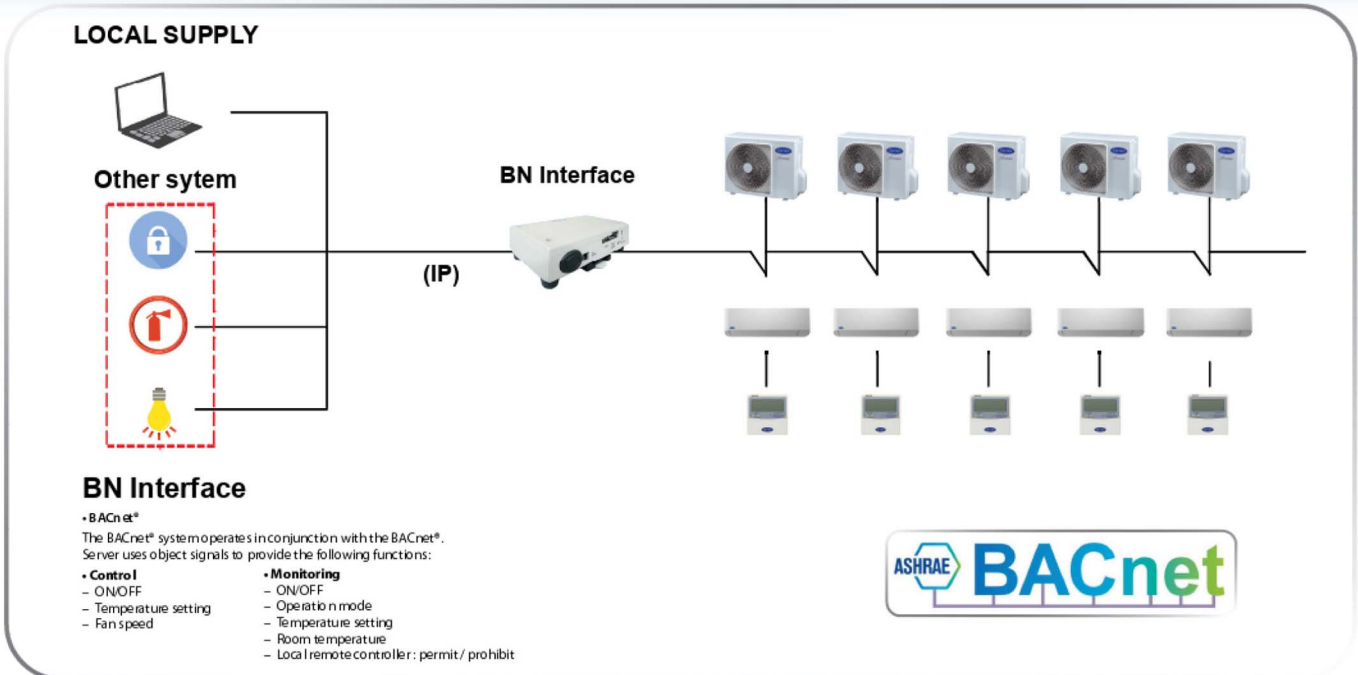 LOCAL SUPPLY
Other sytem
BN Interface
(IP)
BN Interface
• BACnet®
The BACnet® system operates in conjunction with the BACnet®.
Server uses object signals to provide the following functions:
• Control
– ON/OFF
– Temperature setting
– Fan speed
• Monitoring
– ON/OFF
– Operation mode
– Temperature setting
– Room temperature
– Local remote controller : permit / prohibit
ASHRAE BACnet